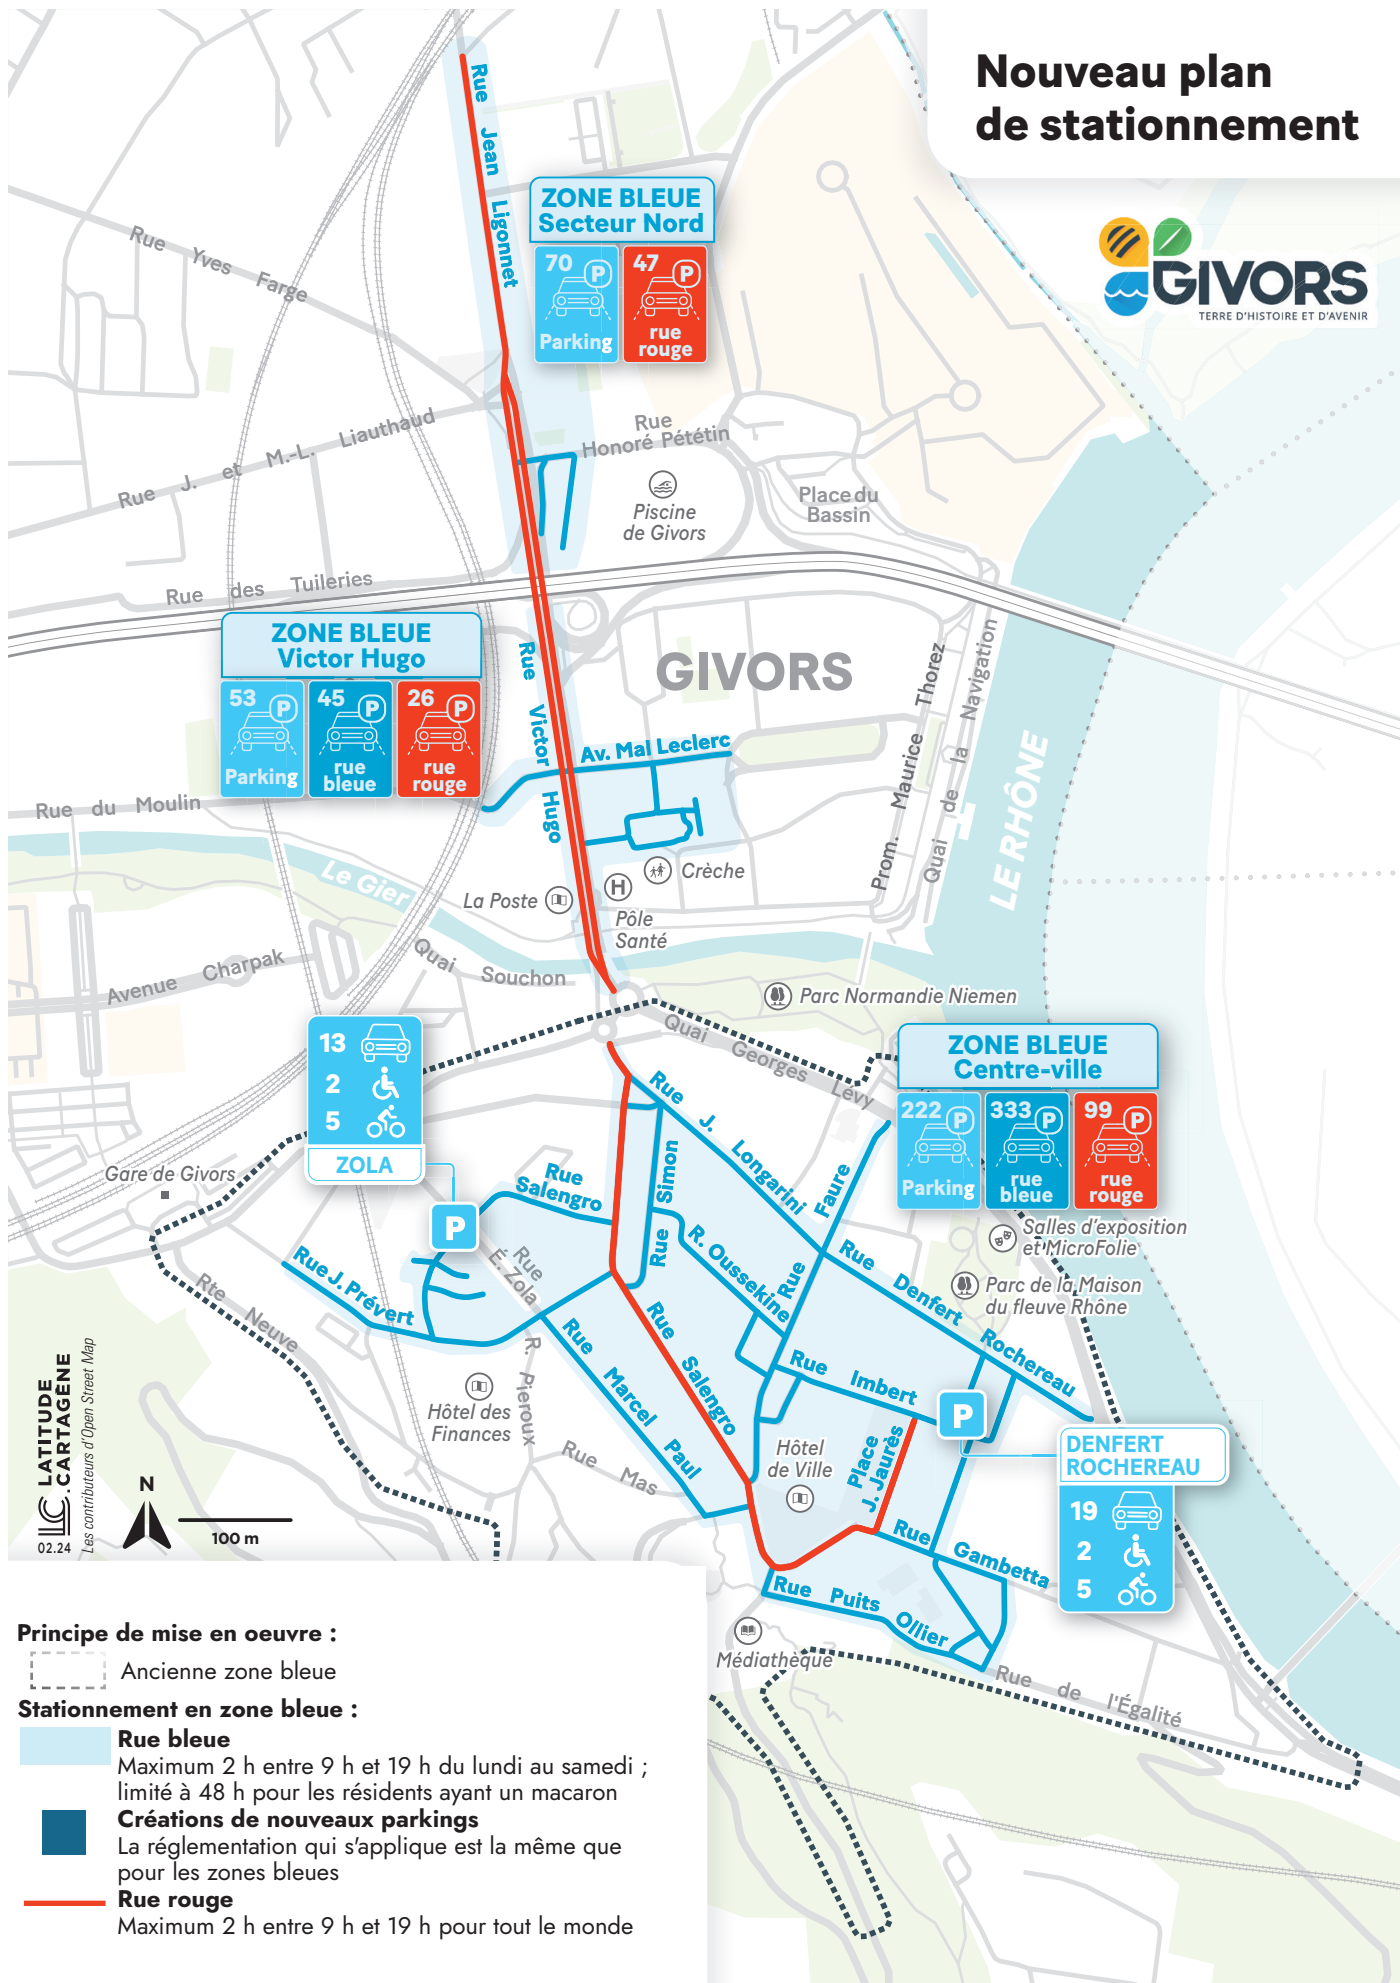 Nouveau plan
de stationnement
GIVORS
TERRE D'HISTOIRE ET D'AVENIR
Rue Jean Ligonnet
ZONE BLEUE
Secteur Nord
70 P
Parking
47 P
rue
rouge
Rue Yves Farge
Rue J. et M.-L. Liauthaud
Rue
Honoré Pététin
Piscine
de Givors
Place du
Bassin
Rue des Tuileries
ZONE BLEUE
Victor Hugo
53 P
Parking
45 P
rue
bleue
26 P
rue
rouge
Rue Victor Hugo
GIVORS
Av. Mal Leclerc
Prom. Maurice Thorez
Quai de la Navigation
LE RHÔNE
Rue du Moulin
Le Gier
La Poste
H
Crèche
Pôle
Santé
Avenue Charpak
Quai Souchon
Parc Normandie Niemen
Quai Georges Lévy
13
2
5
ZOLA
P
ZONE BLEUE
Centre-ville
222 P
Parking
333 P
rue
bleue
99 P
rue
rouge
Gare de Givors
Rue J. Longarini
Rue Simon
Rue
Salengro
Rue Faure
R. Oussekine
Rue Denfert Rochereau
Salles d'exposition
et MicroFolie
Parc de la Maison
du fleuve Rhône
Rue
É. Zola
Rue J. Prévert
Rte Neuve
Rue Salengro
Rue Marcel Paul
R. Pieroux
Rue Imbert
P
Hôtel des
Finances
Rue Mas
Hôtel
de Ville
Place
J. Jaurès
DENFERT
ROCHEREAU
19
2
5
Rue Gambetta
Rue Puits Ollier
Médiathèque
Rue de l'Égalité
LATITUDE
.CARTAGÈNE
02.24
Les contributeurs d'Open Street Map
N
100 m
Principe de mise en oeuvre :
Ancienne zone bleue
Stationnement en zone bleue :
Rue bleue
Maximum 2 h entre 9 h et 19 h du lundi au samedi ;
limité à 48 h pour les résidents ayant un macaron
Créations de nouveaux parkings
La réglementation qui s'applique est la même que
pour les zones bleues
Rue rouge
Maximum 2 h entre 9 h et 19 h pour tout le monde